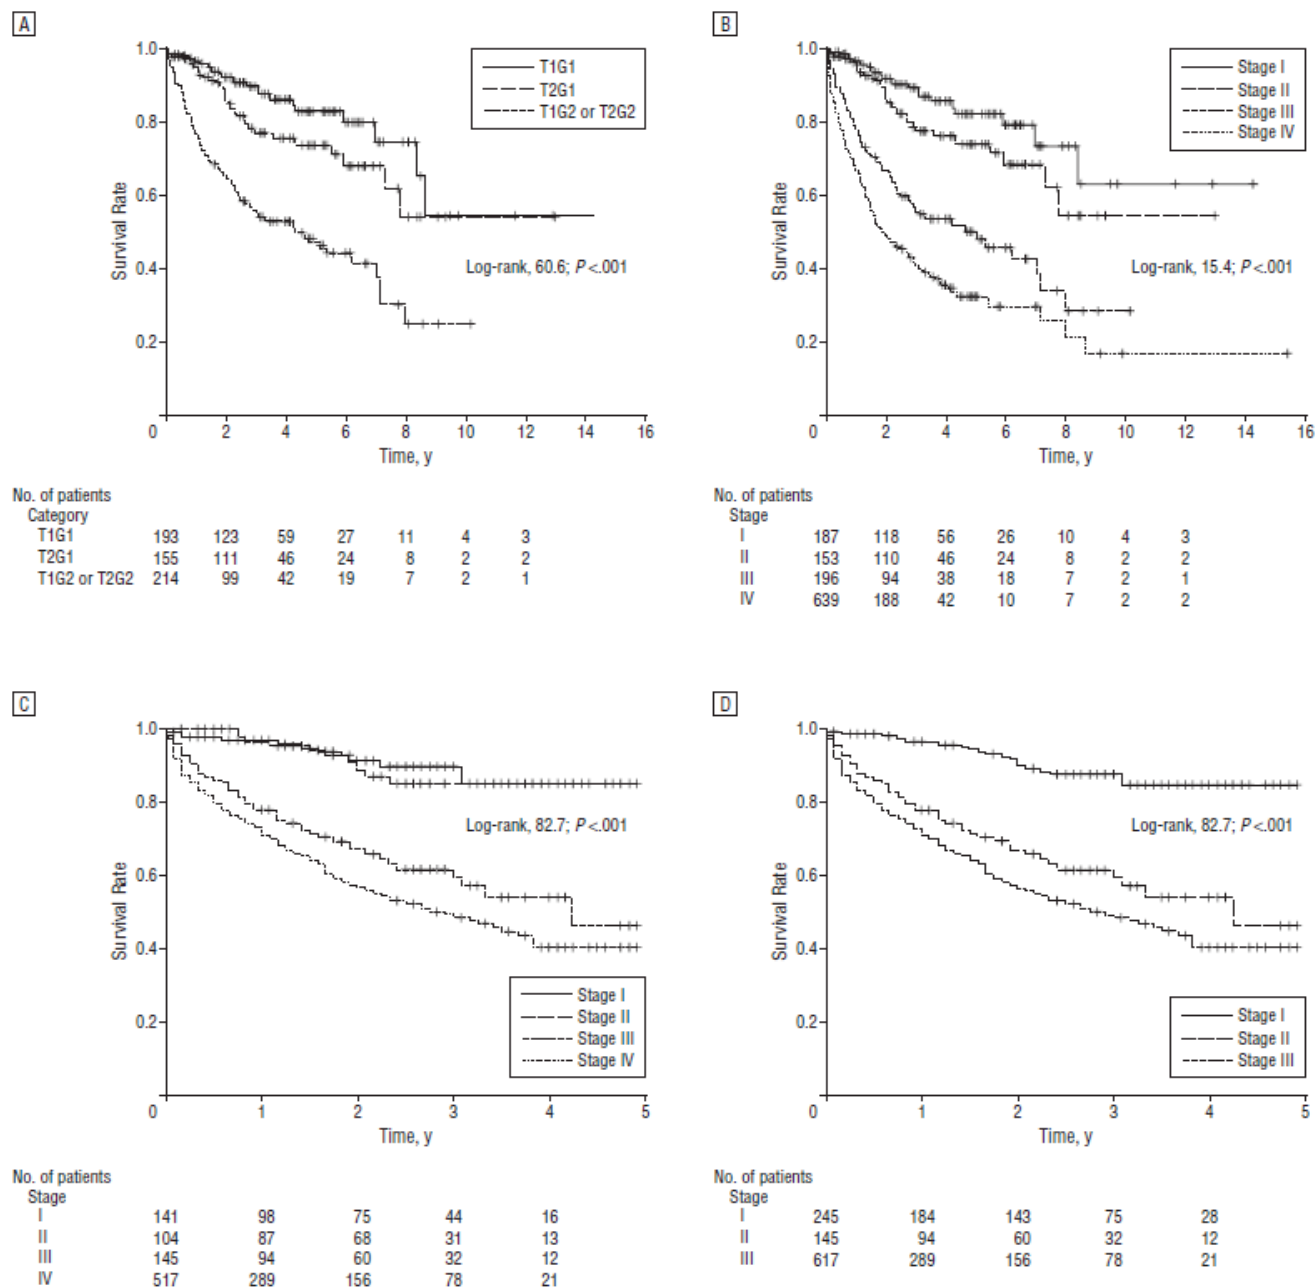 A
1.0
0.8
0.6
0.4
0.2
0 2 4 6 8 10 12 14 16
Survival Rate
Time, y
T1G1
T2G1
T1G2 or T2G2
Log-rank, 60.6; P<.001
No. of patients
Category
T1G1 193 123 59 27 11 4 3
T2G1 155 111 46 24 8 2 2
T1G2 or T2G2 214 99 42 19 7 2 1
B
1.0
0.8
0.6
0.4
0.2
0 2 4 6 8 10 12 14 16
Survival Rate
Time, y
Stage I
Stage II
Stage III
Stage IV
Log-rank, 15.4; P<.001
No. of patients
Stage
I 187 118 56 26 10 4 3
II 153 110 46 24 8 2 2
III 196 94 38 18 7 2 1
IV 639 188 42 10 7 2 2
C
1.0
0.8
0.6
0.4
0.2
0 1 2 3 4 5
Survival Rate
Time, y
Log-rank, 82.7; P<.001
Stage I
Stage II
Stage III
Stage IV
No. of patients
Stage
I 141 98 75 44 16
II 104 87 68 31 13
III 145 94 60 32 12
IV 517 289 156 78 21
D
1.0
0.8
0.6
0.4
0.2
0 1 2 3 4 5
Survival Rate
Time, y
Log-rank, 82.7; P<.001
Stage I
Stage II
Stage III
No. of patients
Stage
I 245 184 143 75 28
II 145 94 60 32 12
III 617 289 156 78 21